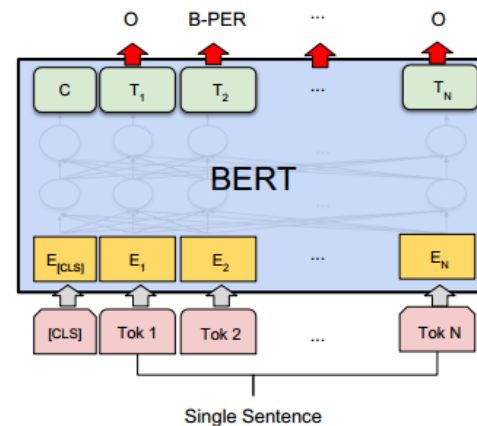 O B-PER ... O
C T1 T2 ... TN
...
...
BERT
E[CLS] E1 E2 ... EN
[CLS] Tok 1 Tok 2 ... Tok N
Single Sentence